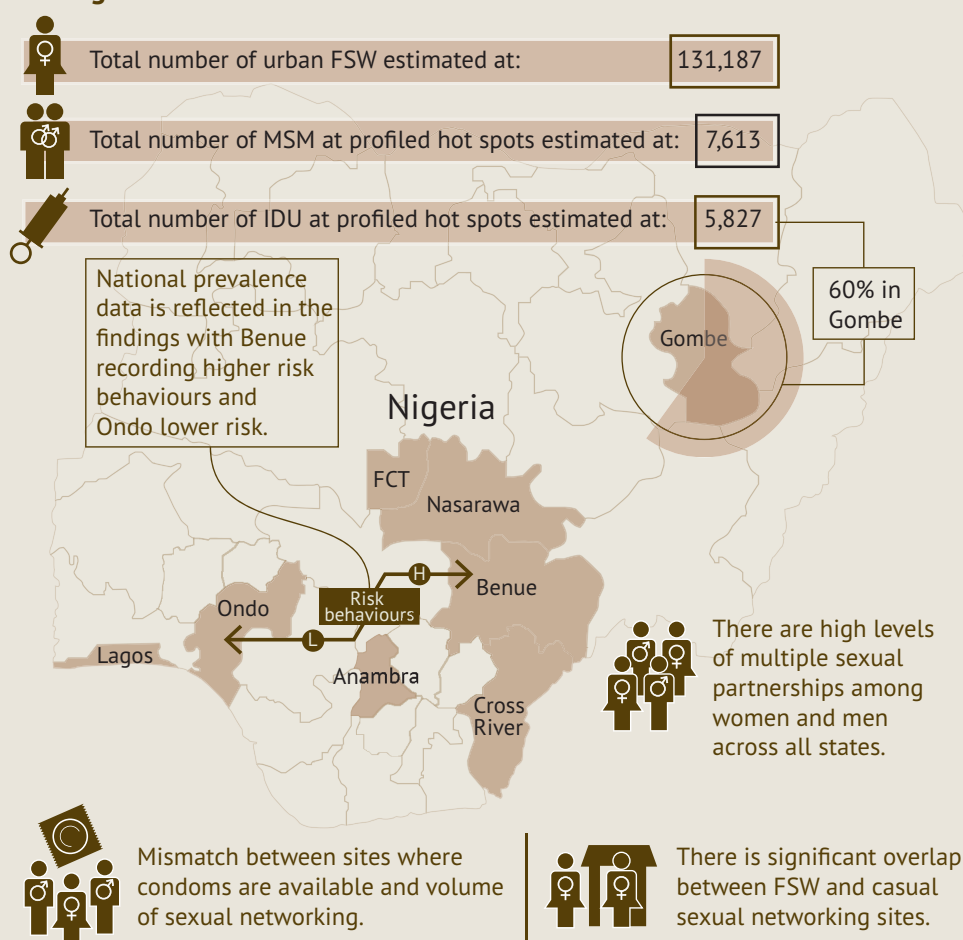 Total number of urban FSW estimated at:
131,187
Total number of MSM at profiled hot spots estimated at:
7,613
Total number of IDU at profiled hot spots estimated at:
5,827
60% in
Gombe
National prevalence
data is reflected in the
findings with Benue
recording higher risk
behaviours and
Ondo lower risk.
Gombe
Nigeria
FCT
Nasarawa
H
Benue
Risk
behaviours
Ondo
L
Lagos
Anambra
Cross
River
There are high levels
of multiple sexual
partnerships among
women and men
across all states.
Mismatch between sites where
condoms are available and volume
of sexual networking.
There is significant overlap
between FSW and casual
sexual networking sites.